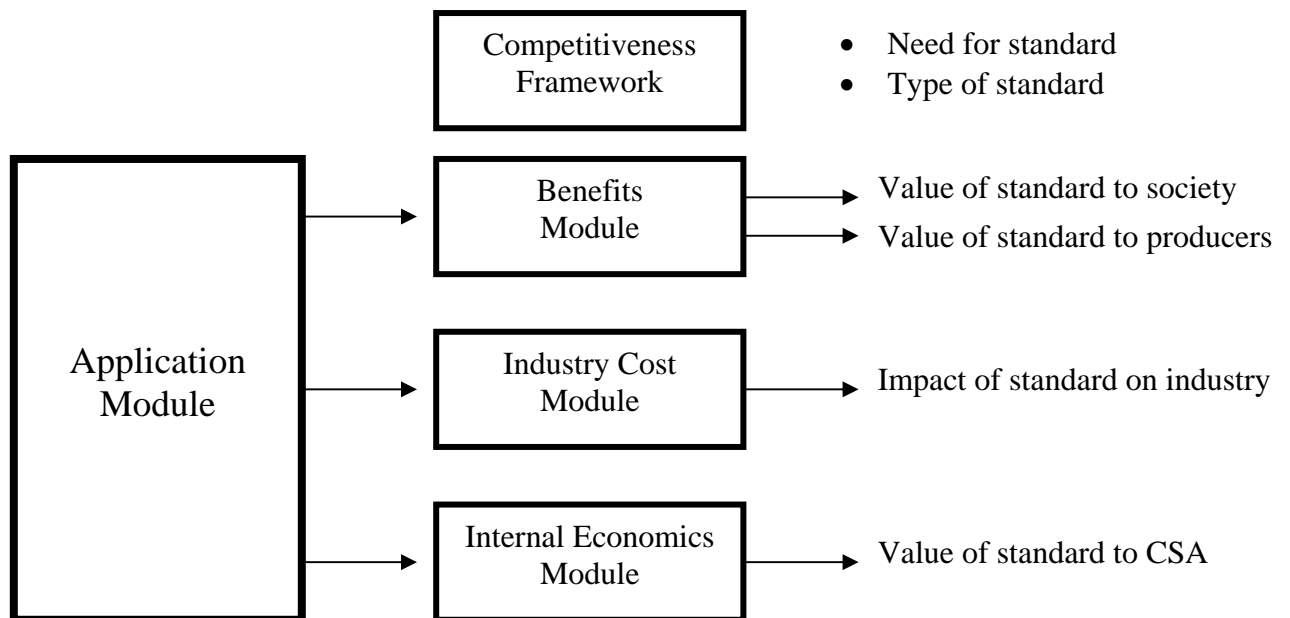 Competitiveness
Framework
• Need for standard
• Type of standard
Application
Module
Benefits
Module
Value of standard to society
Value of standard to producers
Industry Cost
Module
Impact of standard on industry
Internal Economics
Module
Value of standard to CSA